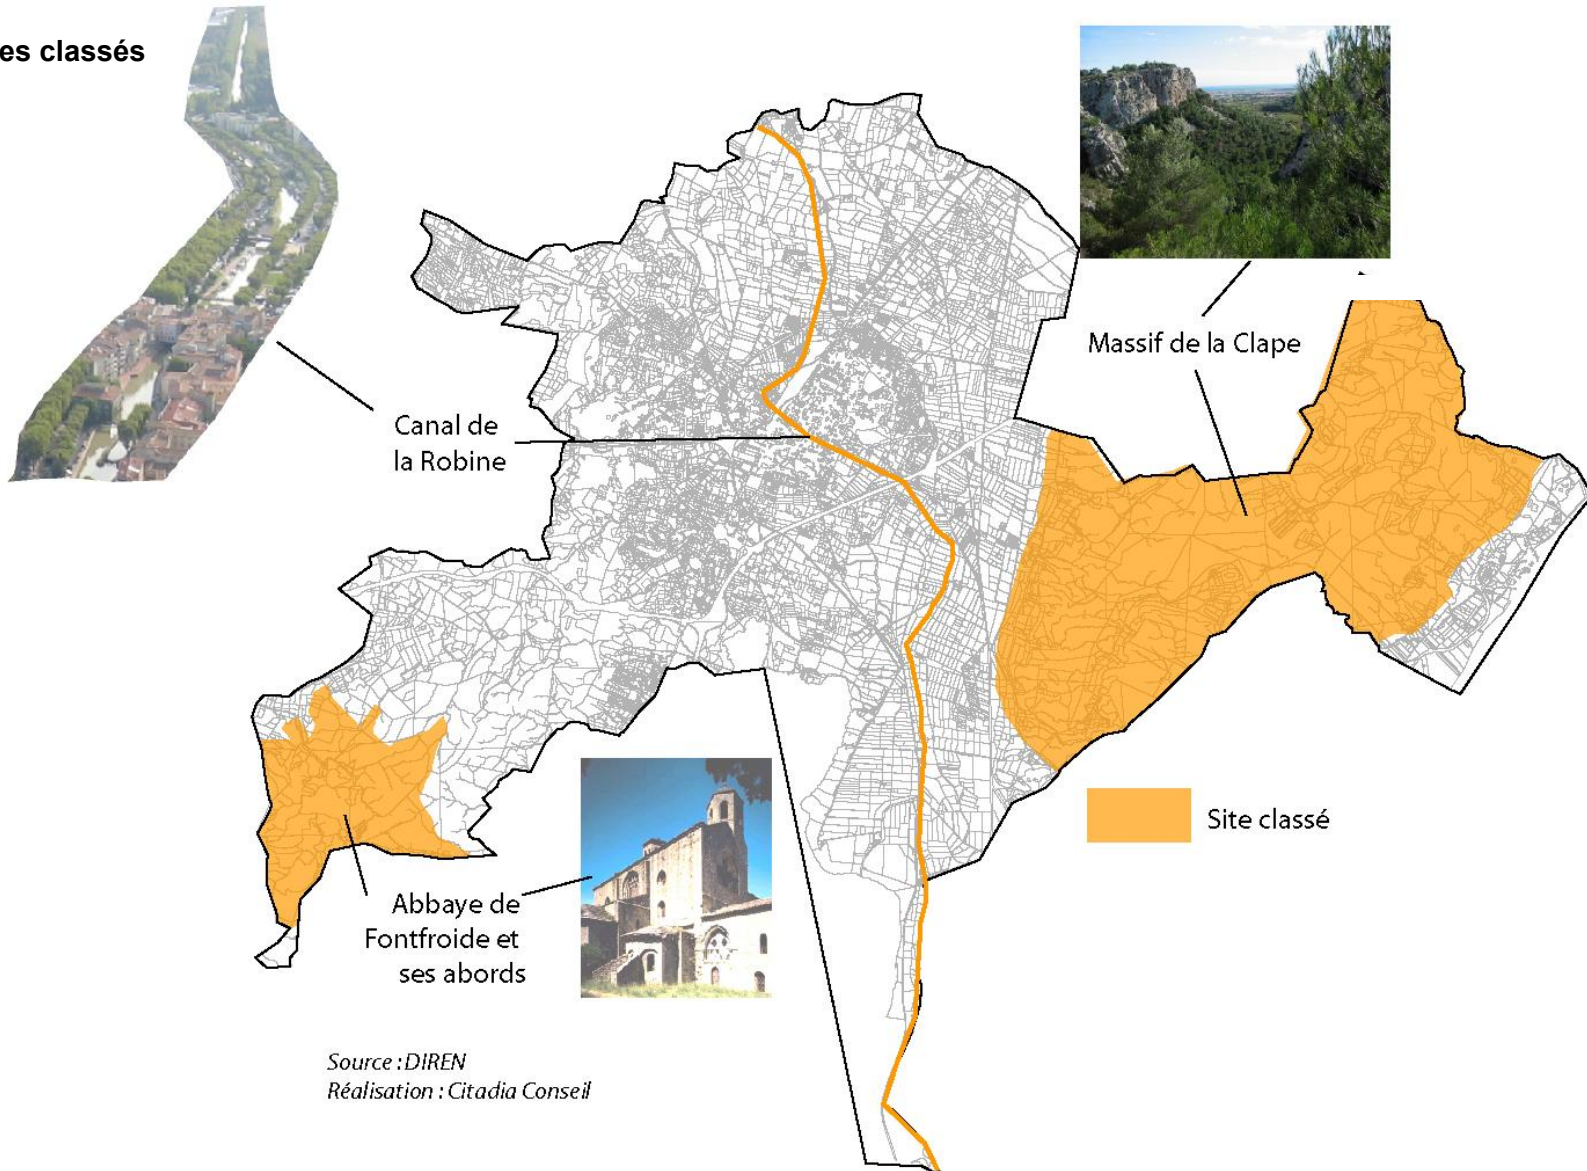 es classés
Massif de la Clape
Canal de
la Robine
Site classé
Abbaye de
Fontfroide et
ses abords
Source : DIREN
Réalisation : Citadia Conseil